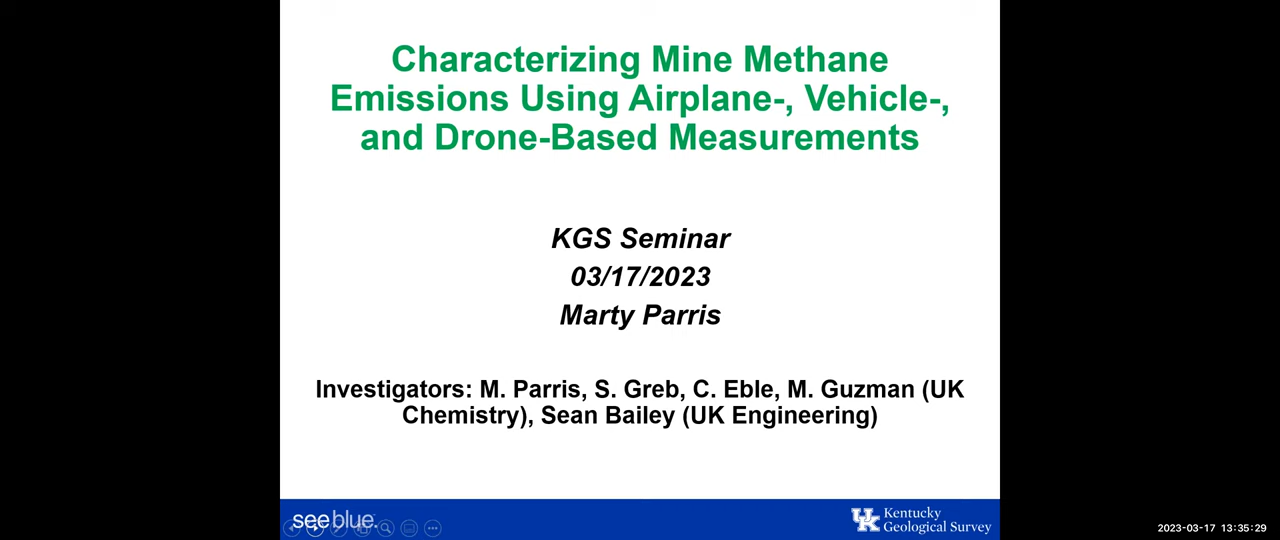 Characterizing Mine Methane
Emissions Using Airplane-, Vehicle-,
and Drone-Based Measurements
KGS Seminar
03/17/2023
Marty Parris
Investigators: M. Parris, S. Greb, C. Eble, M. Guzman (UK
Chemistry), Sean Bailey (UK Engineering)
seeblue.
UK Kentucky
Geological Survey
2023-03-17 13:35:29